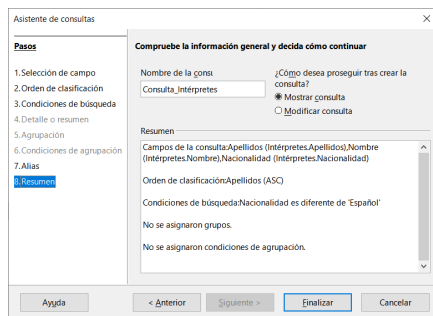 Asistente de consultas
Pasos
1.Selección de campo
2.Orden de clasificación
3.Condiciones de búsqueda
4.Detalle o resumen
5.Agrupación
6.Condiciones de agrupación
7.Alias
8.Resumen
Compruebe la información general y decida cómo continuar
Nombre de la consu
Consulta_Intérpretes
¿Cómo desea proseguir tras crear la
consulta?
Mostrar consulta
Modificar consulta
Resumen
Campos de la consulta:Apellidos (Intérpretes.Apellidos),Nombre
(Intérpretes.Nombre),Nacionalidad (Intérpretes.Nacionalidad)
Orden de clasificación:Apellidos (ASC)
Condiciones de búsqueda:Nacionalidad es diferente de 'Español'
No se asignaron grupos.
No se asignaron condiciones de agrupación.
Ayuda
< Anterior
Siguiente >
Finalizar
Cancelar